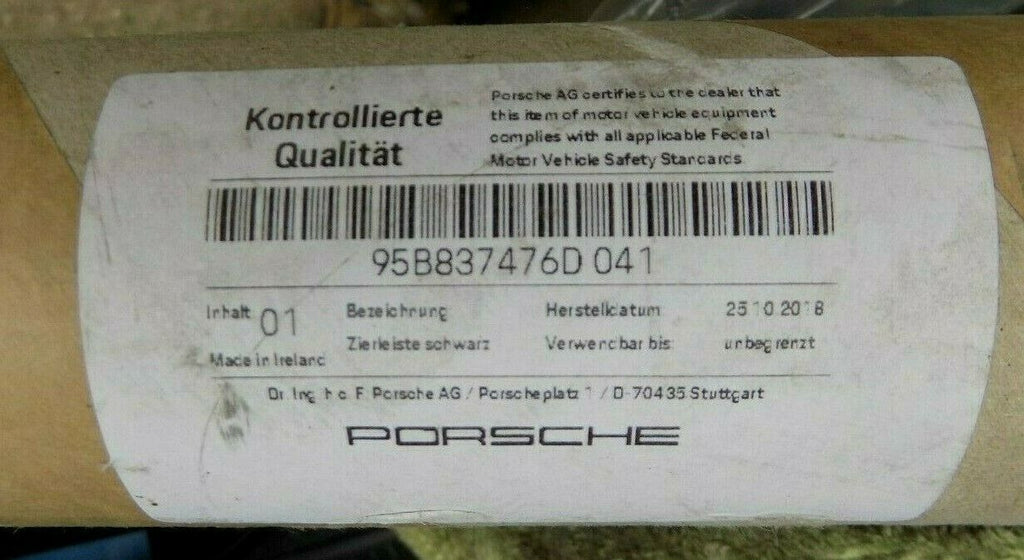 Kontrollierte
Qualität
Porsche AG certifies to the dealer that
this item of motor vehicle equipment
complies with all applicable Federal
Motor Vehicle Safety Standards
95B837476D 041
Inhalt 01
Bezeichnung
Herstelldatum 25 10 2018
Zierleiste schwarz
Verwendbar bis: unbegrenzt
Made in Ireland
Dr. Ing. h c. F. Porsche AG / Porscheplatz 1 / D-70435 Stuttgart
PORSCHE